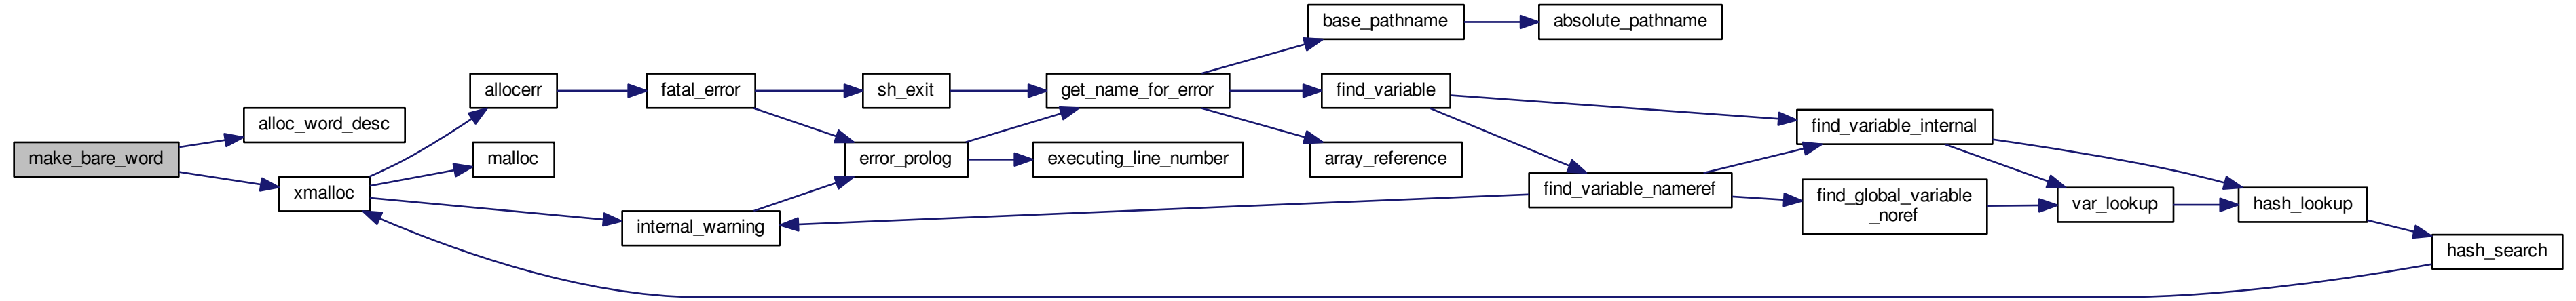 make_bare_word
alloc_word_desc
xmalloc
allocerr
malloc
internal_warning
fatal_error
sh_exit
error_prolog
get_name_for_error
executing_line_number
base_pathname
absolute_pathname
find_variable
array_reference
find_variable_nameref
find_variable_internal
find_global_variable
_noref
var_lookup
hash_lookup
hash_search